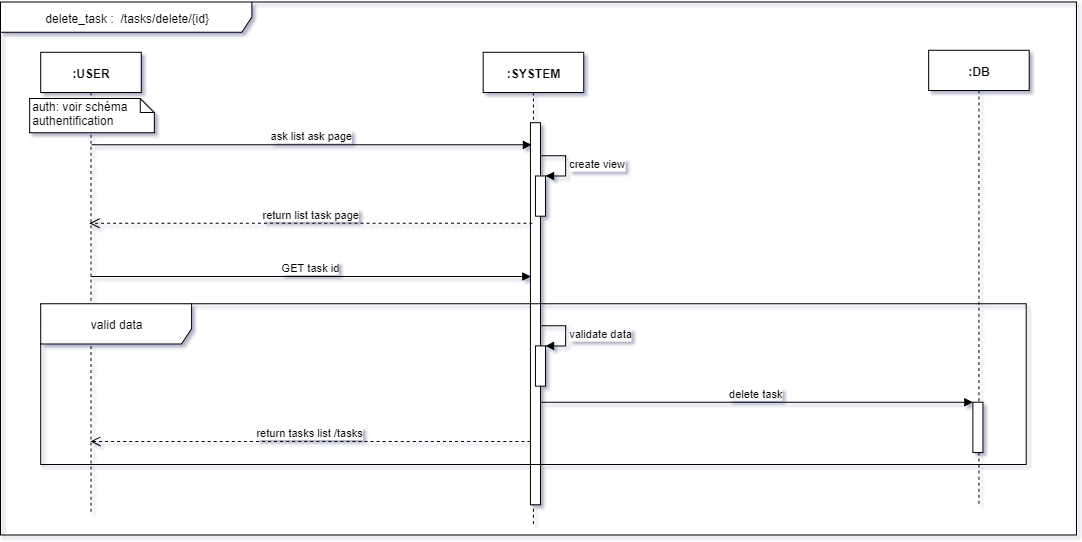 delete_task : /tasks/delete/{id}
:USER
:SYSTEM
:DB
auth: voir schéma
authentification
ask list ask page
create view
return list task page
GET task id
valid data
validate data
delete task
return tasks list /tasks